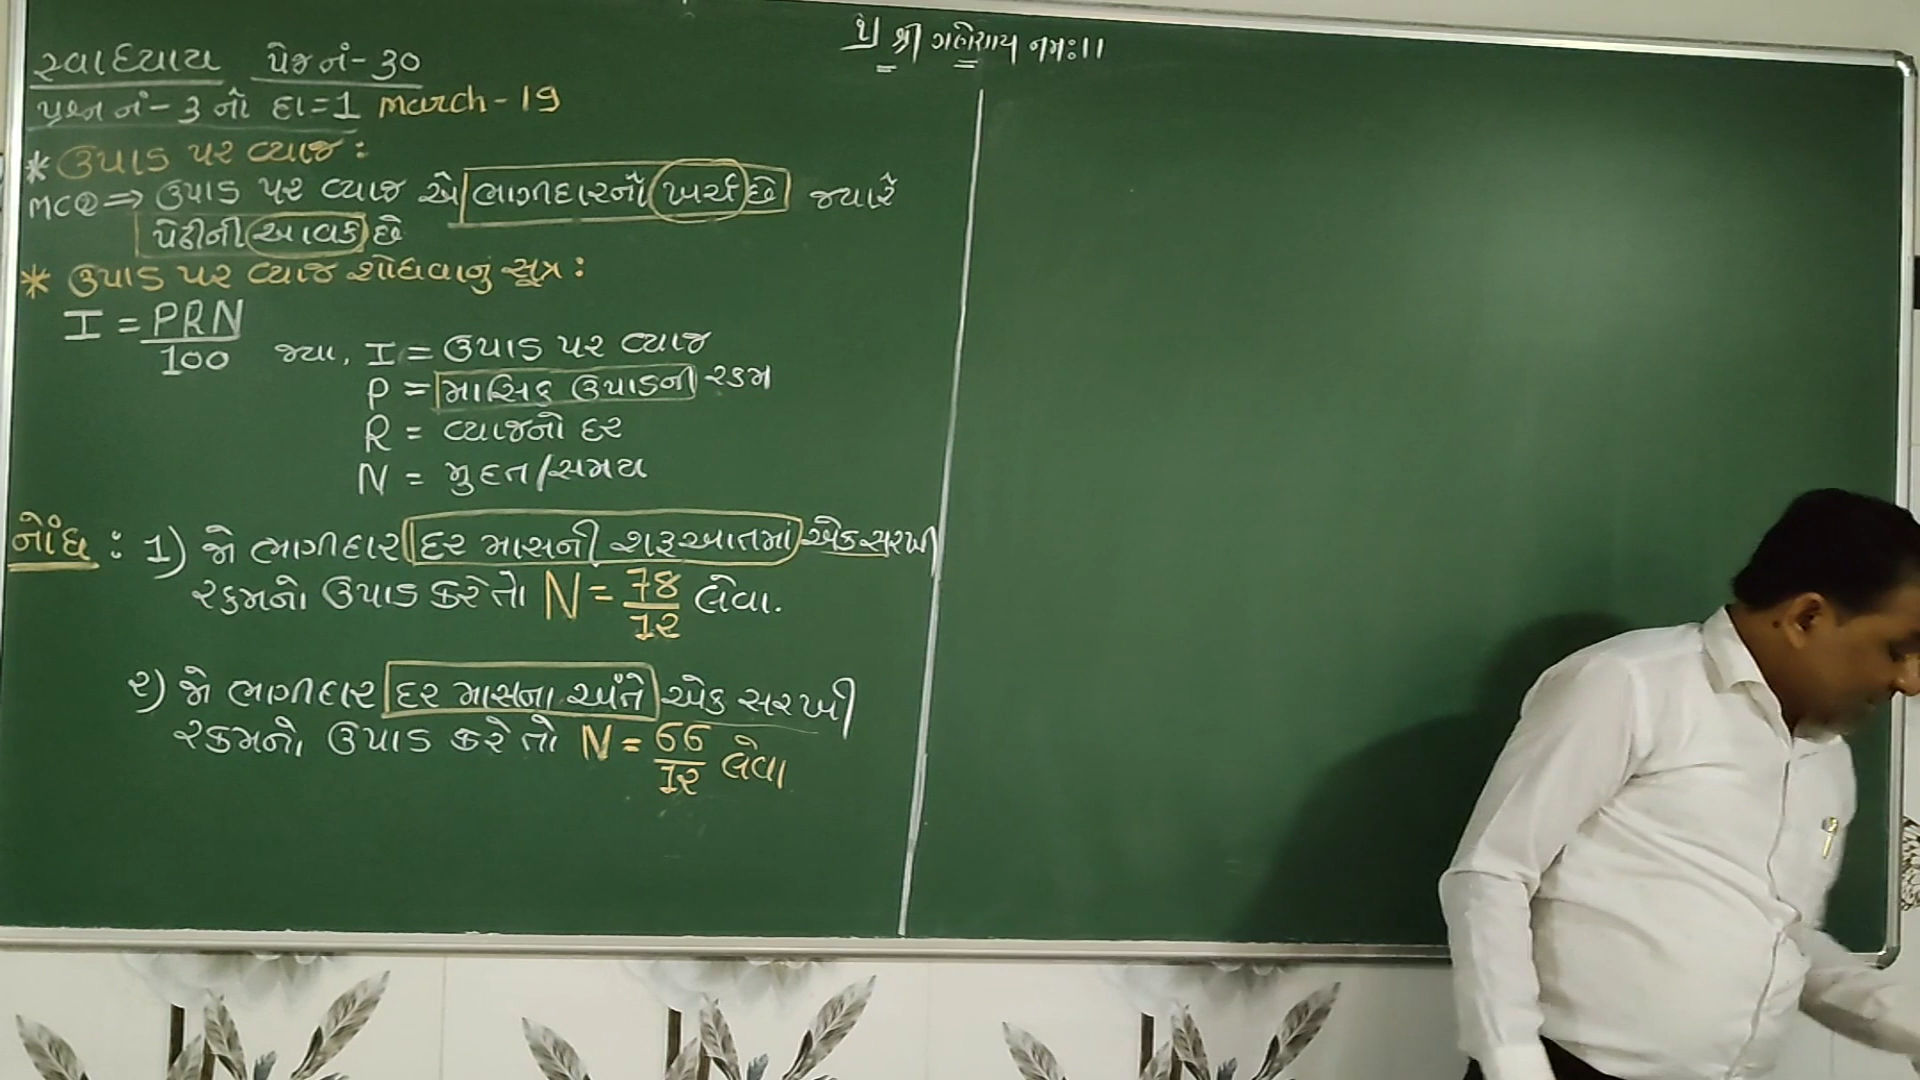 શ્રી ગણેશાય નમઃ।।
સ્વાધ્યાય પેજ નં-30
પ્રશ્ન નં-3 નો દા=1 march-19
* ઉપાડ પર વ્યાજ :
MCQ ⇒ ઉપાડ પર વ્યાજ એ ભાગીદારનો ખર્ચ છે જ્યારે
પેઢીની આવક છે
* ઉપાડ પર વ્યાજ શોધવાનું સૂત્ર :
I = PRN
100
જ્યા, I = ઉપાડ પર વ્યાજ
P = માસિક ઉપાડની રકમ
R = વ્યાજનો દર
N = મુદત/સમય
નોંધ : 1) જો ભાગીદાર દર માસની શરૂઆતમાં એક સરખી
રકમનો ઉપાડ કરે તો N = 78/12 લેવા.
૨) જો ભાગીદાર દર માસના અંતે એક સરખી
રકમનો ઉપાડ કરે તો N = 66/12 લેવા